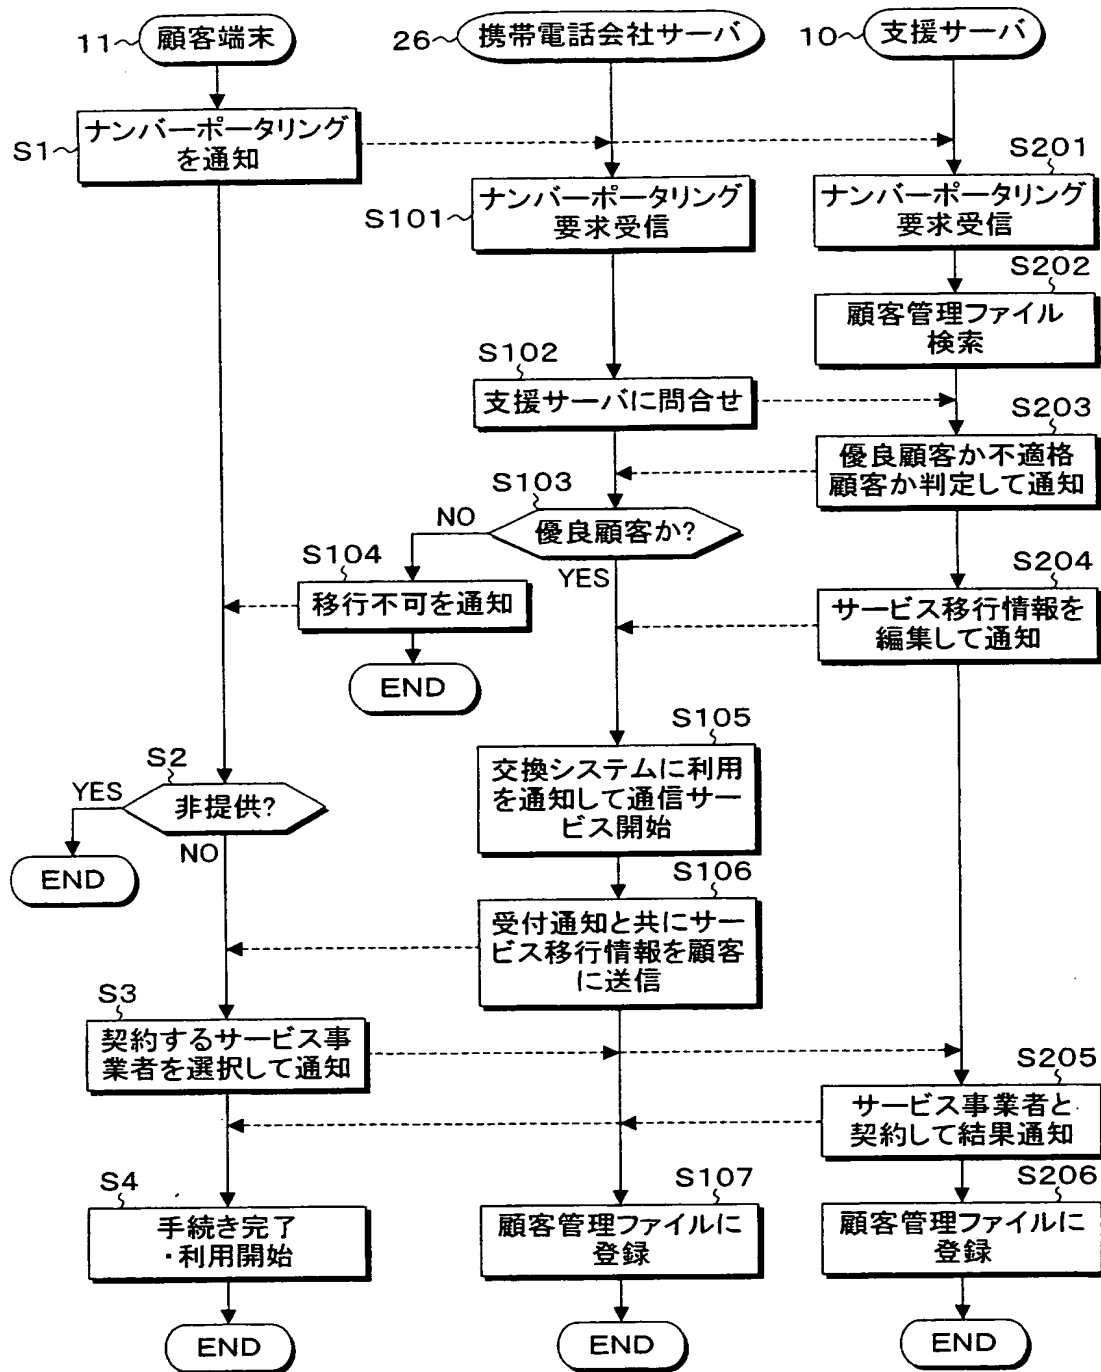 11
顧客端末
26
携帯電話会社サーバ
10
支援サーバ
S1
ナンバーポータリング
を通知
S101
ナンバーポータリング
要求受信
S201
ナンバーポータリング
要求受信
S202
顧客管理ファイル
検索
S102
支援サーバに問合せ
S203
優良顧客か不適格
顧客か判定して通知
S103
優良顧客か?
NO
YES
S104
移行不可を通知
END
S204
サービス移行情報を
編集して通知
S2
非提供?
YES
NO
END
S105
交換システムに利用
を通知して通信サー
ビス開始
S106
受付通知と共にサー
ビス移行情報を顧客
に送信
S3
契約するサービス事
業者を選択して通知
S205
サービス事業者と
契約して結果通知
S4
手続き完了
・利用開始
S107
顧客管理ファイルに
登録
S206
顧客管理ファイルに
登録
END
END
END